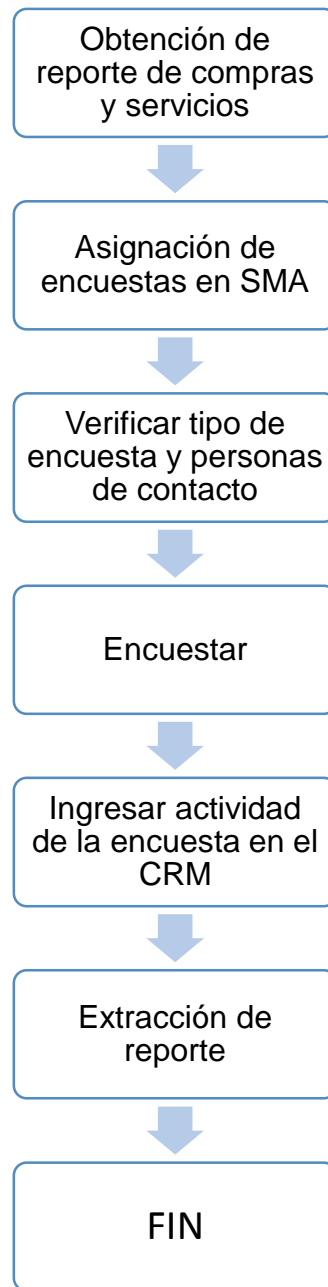 Obtención de
reporte de compras
y servicios
Asignación de
encuestas en SMA
Verificar tipo de
encuesta y personas
de contacto
Encuestar
Ingresar actividad
de la encuesta en el
CRM
Extracción de
reporte
FIN